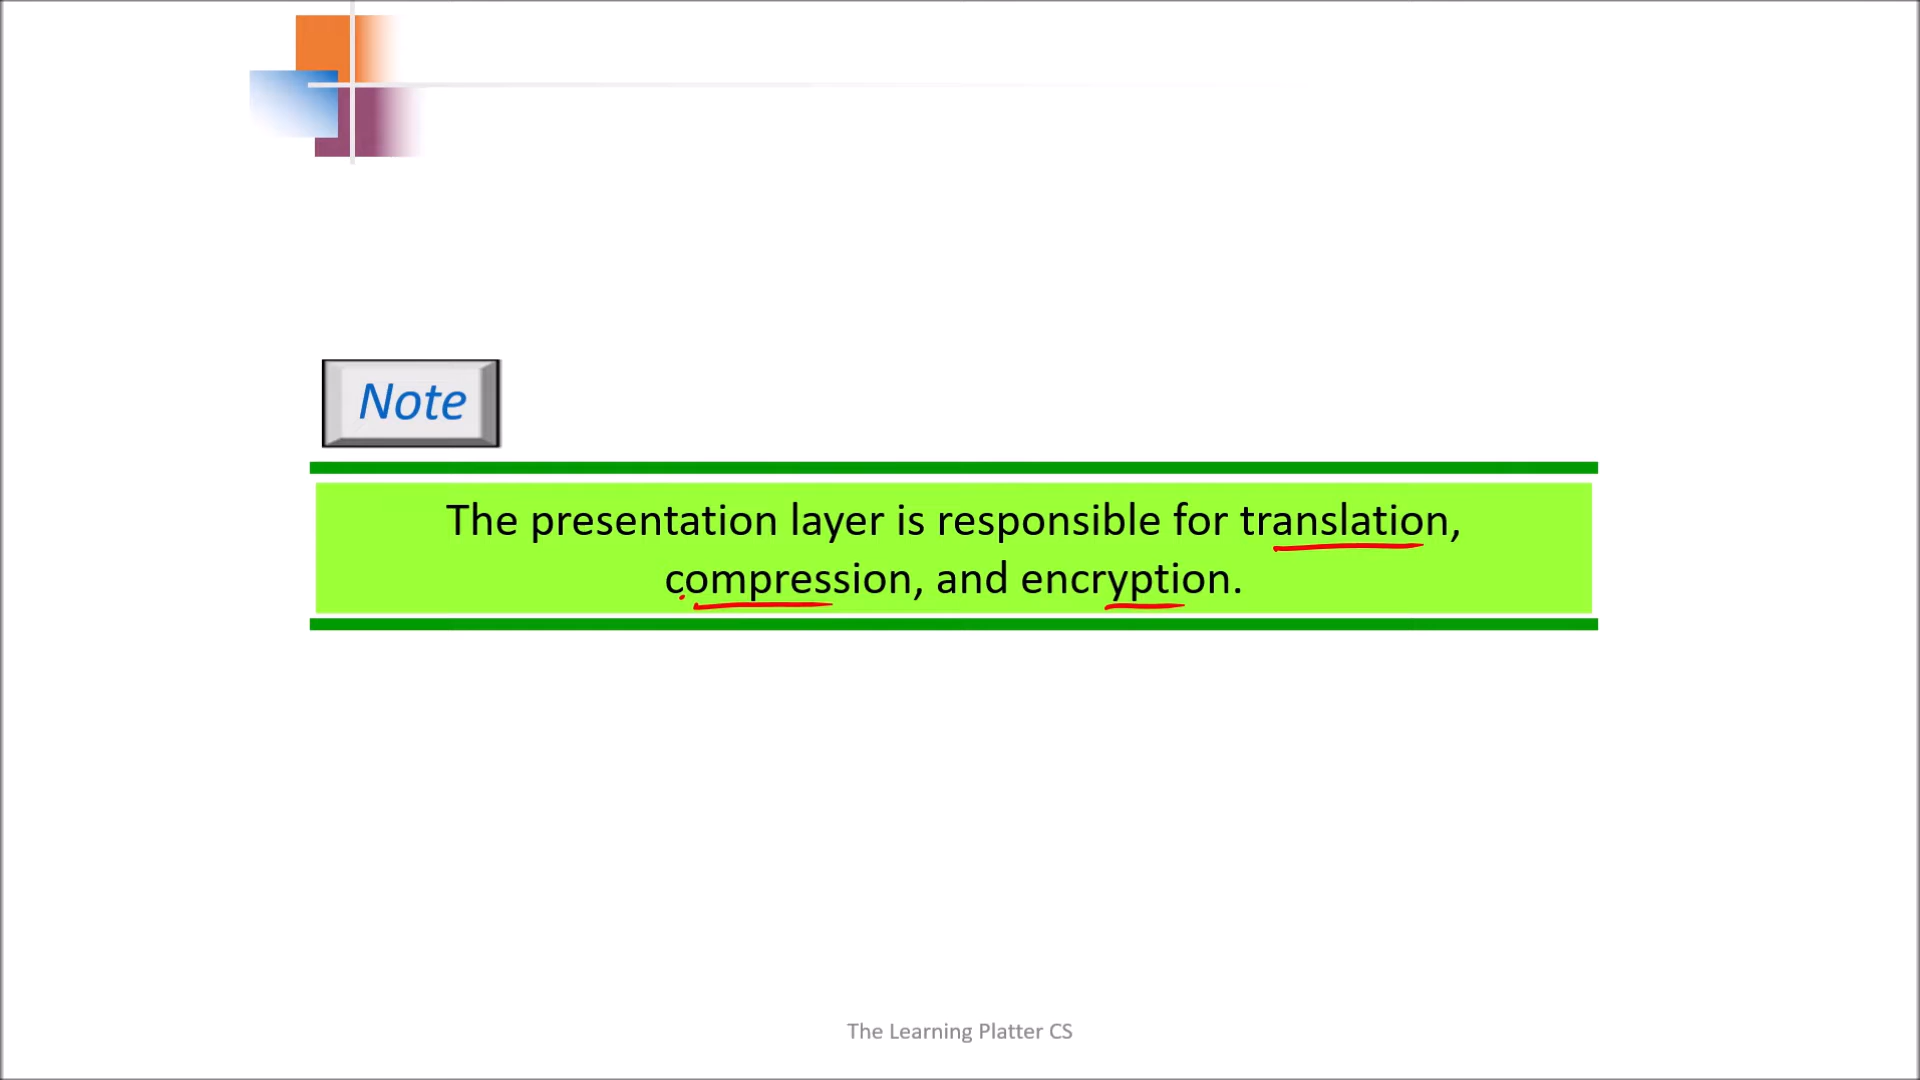 Note
The presentation layer is responsible for translation,
compression, and encryption.
The Learning Platter CS